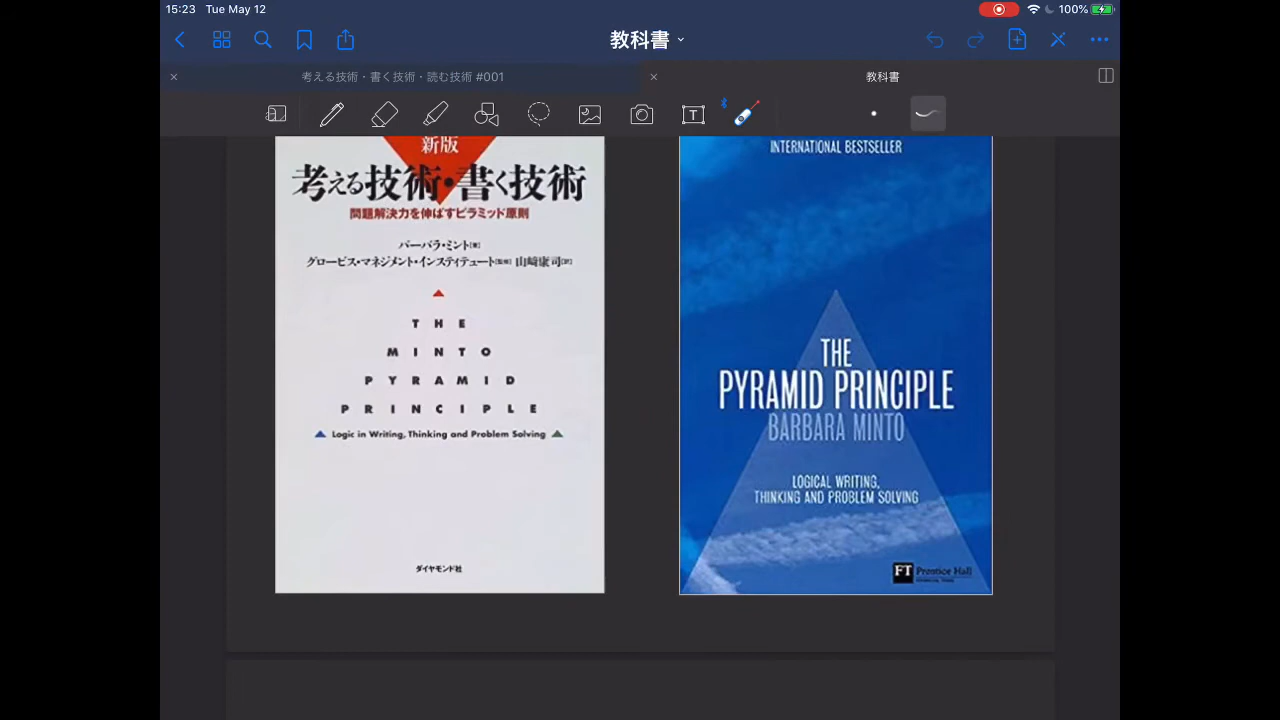 15:23 Tue May 12
100%
教科書
考える技術・書く技術・読む技術 #001
教科書
T
新版
考える技術・書く技術
問題解決力を伸ばすピラミッド原則
バーバラ・ミント[著]
グロービス・マネジメント・インスティテュート[監修] 山﨑康司[訳]
THE
MINTO
PYRAMID
PRINCIPLE
Logic in Writing, Thinking and Problem Solving
ダイヤモンド社
INTERNATIONAL BESTSELLER
THE
PYRAMID PRINCIPLE
BARBARA MINTO
LOGICAL WRITING,
THINKING AND PROBLEM SOLVING
FT Prentice Hall